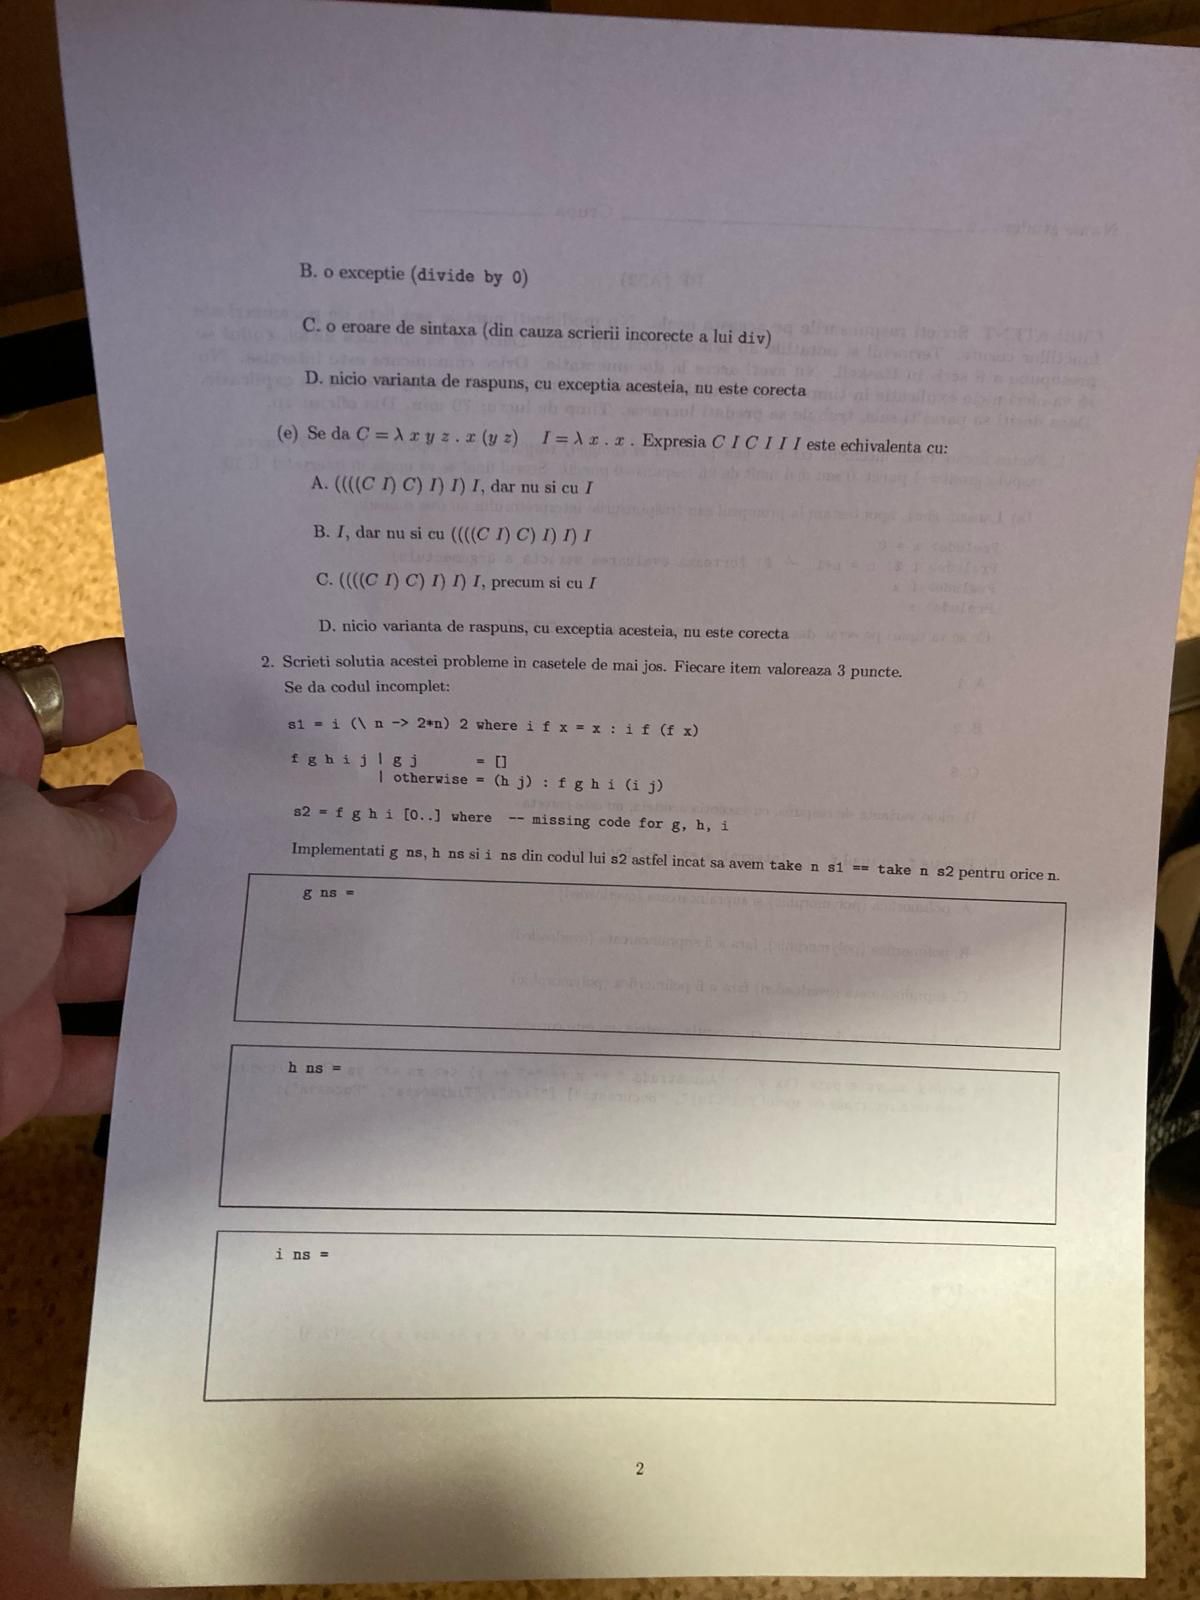 B. o exceptie (divide by 0)
C. o eroare de sintaxa (din cauza scrierii incorecte a lui div)
D. nicio varianta de raspuns, cu exceptia acesteia, nu este corecta
(e) Se da C = λ x y z . x (y z)   I = λ x . x . Expresia C I C I I I este echivalenta cu:
A. ((((C I) C) I) I) I, dar nu si cu I
B. I, dar nu si cu ((((C I) C) I) I) I
C. ((((C I) C) I) I) I, precum si cu I
D. nicio varianta de raspuns, cu exceptia acesteia, nu este corecta
2. Scrieti solutia acestei probleme in casetele de mai jos. Fiecare item valoreaza 3 puncte.
Se da codul incomplet:
s1 = i (\ n -> 2*n) 2 where i f x = x : i f (f x)
f g h i j | g j       = []
| otherwise = (h j) : f g h i (i j)
s2 = f g h i [0..] where  -- missing code for g, h, i
Implementati g ns, h ns si i ns din codul lui s2 astfel incat sa avem take n s1 == take n s2 pentru orice n.
g ns =
h ns =
i ns =
2